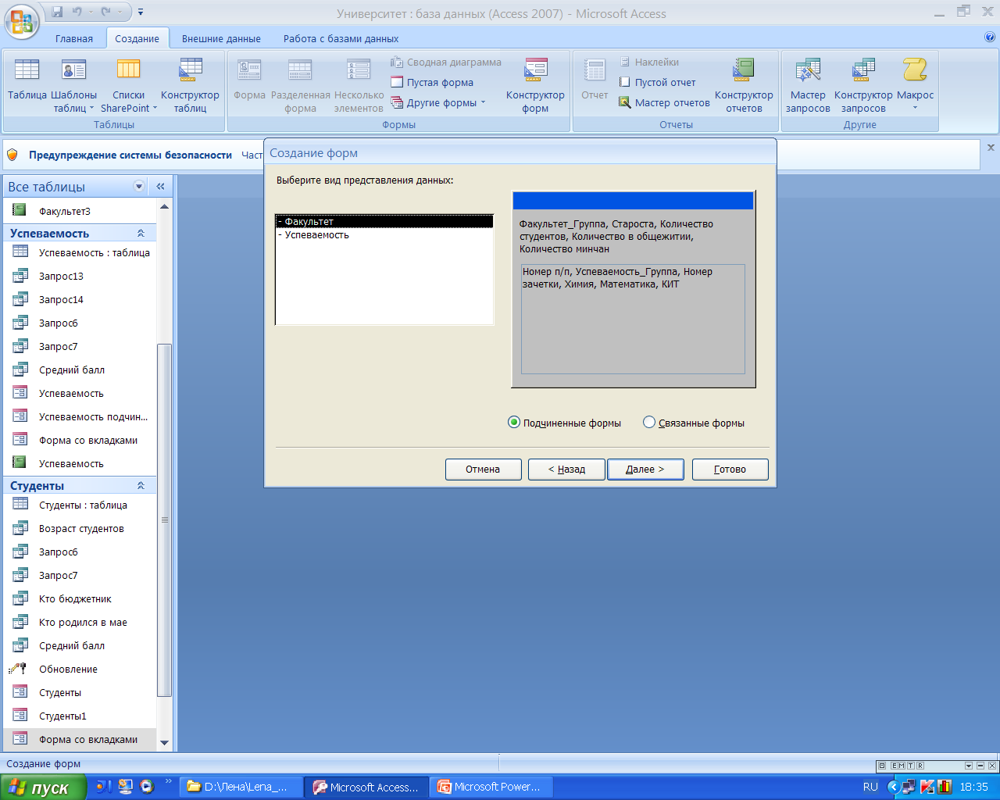 Университет : база данных (Access 2007) - Microsoft Access
Главная
Создание
Внешние данные
Работа с базами данных
Таблица
Шаблоны таблиц
Списки SharePoint
Конструктор таблиц
Таблицы
Форма
Разделенная форма
Несколько элементов
Сводная диаграмма
Пустая форма
Другие формы
Конструктор форм
Формы
Отчет
Наклейки
Пустой отчет
Мастер отчетов
Конструктор отчетов
Отчеты
Мастер запросов
Конструктор запросов
Макрос
Другие
Предупреждение системы безопасности
Част
Все таблицы
Факультет3
Успеваемость
Успеваемость : таблица
Запрос13
Запрос14
Запрос6
Запрос7
Средний балл
Успеваемость
Успеваемость подчин...
Форма со вкладками
Успеваемость
Студенты
Студенты : таблица
Возраст студентов
Запрос6
Запрос7
Кто бюджетник
Кто родился в мае
Средний балл
Обновление
Студенты
Студенты1
Форма со вкладками
Создание форм
Выберите вид представления данных:
- Факультет
- Успеваемость
Факультет_Группа, Староста, Количество
студентов, Количество в общежитии,
Количество минчан
Номер п/п, Успеваемость_Группа, Номер
зачетки, Химия, Математика, КИТ
Подчиненные формы
Связанные формы
Отмена
< Назад
Далее >
Готово
Создание форм
E M T R
пуск
D:\Лена\Lena_...
Microsoft Access...
Microsoft Power...
RU
18:35